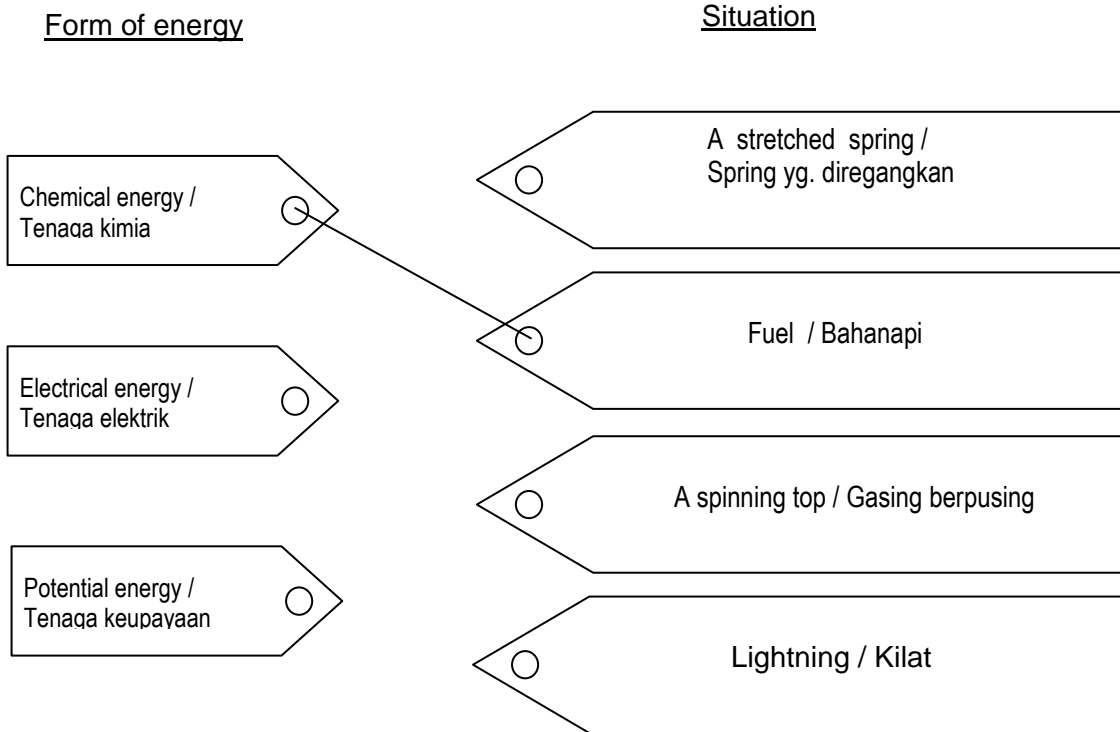 Form of energy
Situation
Chemical energy /
Tenaga kimia
Electrical energy /
Tenaga elektrik
Potential energy /
Tenaga keupayaan
A stretched spring /
Spring yg. diregangkan
Fuel / Bahanapi
A spinning top / Gasing berpusing
Lightning / Kilat